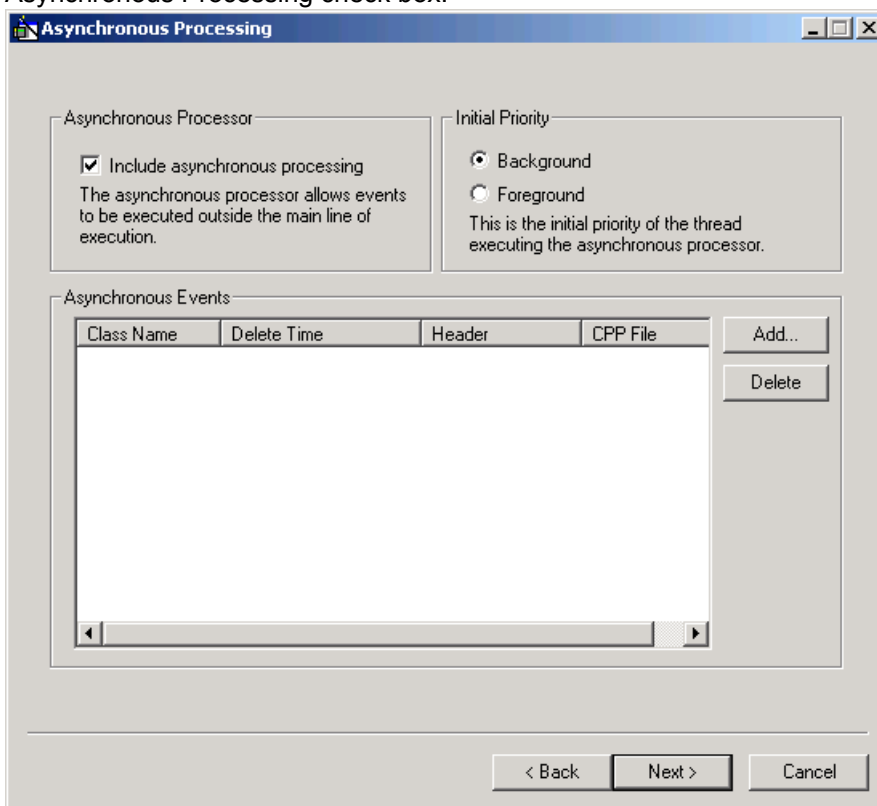 Asynchronous Processing check box.
Asynchronous Processing
Asynchronous Processor
Include asynchronous processing
The asynchronous processor allows events
to be executed outside the main line of
execution.
Initial Priority
Background
Foreground
This is the initial priority of the thread
executing the asynchronous processor.
Asynchronous Events
Class Name Delete Time Header CPP File
Add...
Delete
< Back Next > Cancel